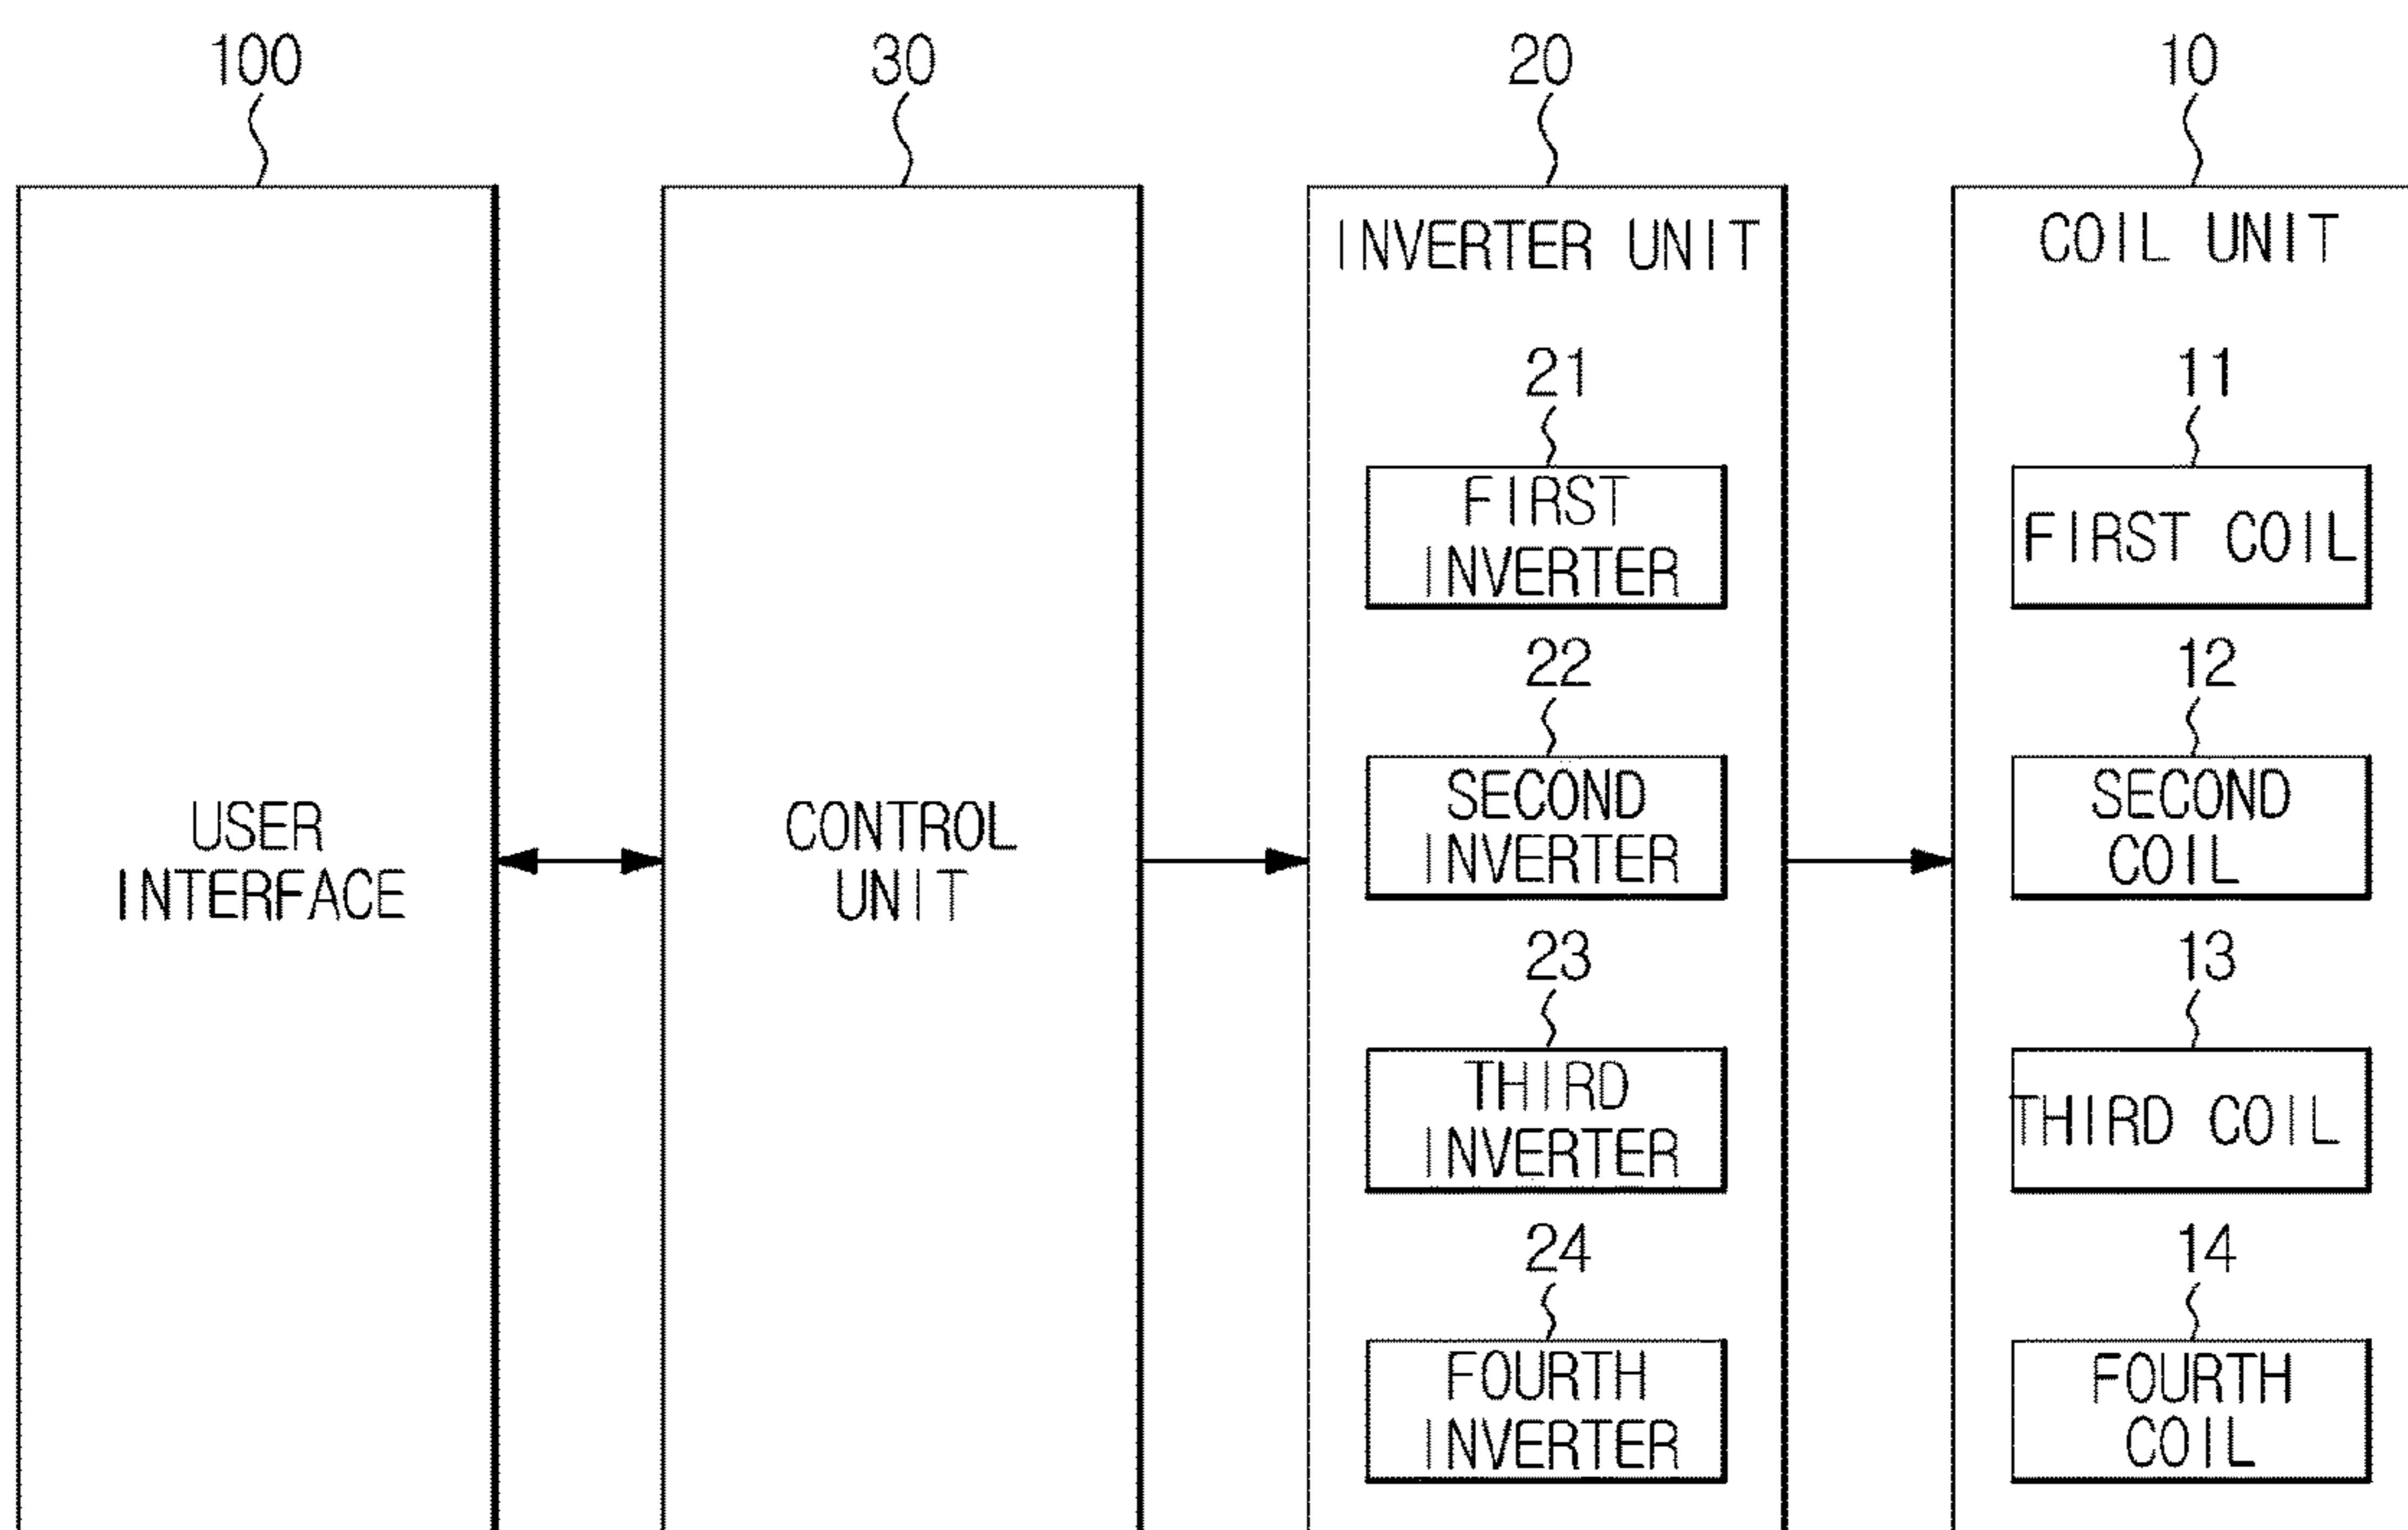 100
30
20
10
USER
INTERFACE
CONTROL
UNIT
INVERTER UNIT
21
FIRST
INVERTER
22
SECOND
INVERTER
23
THIRD
INVERTER
24
FOURTH
INVERTER
COIL UNIT
11
FIRST COIL
12
SECOND
COIL
13
THIRD COIL
14
FOURTH
COIL